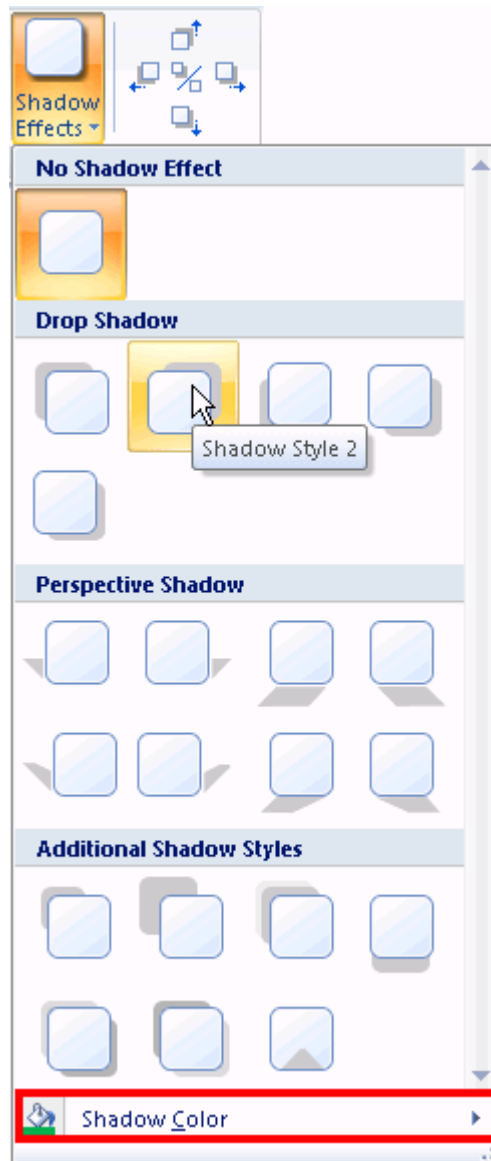 Shadow
Effects
No Shadow Effect
Drop Shadow
Shadow Style 2
Perspective Shadow
Additional Shadow Styles
Shadow Color